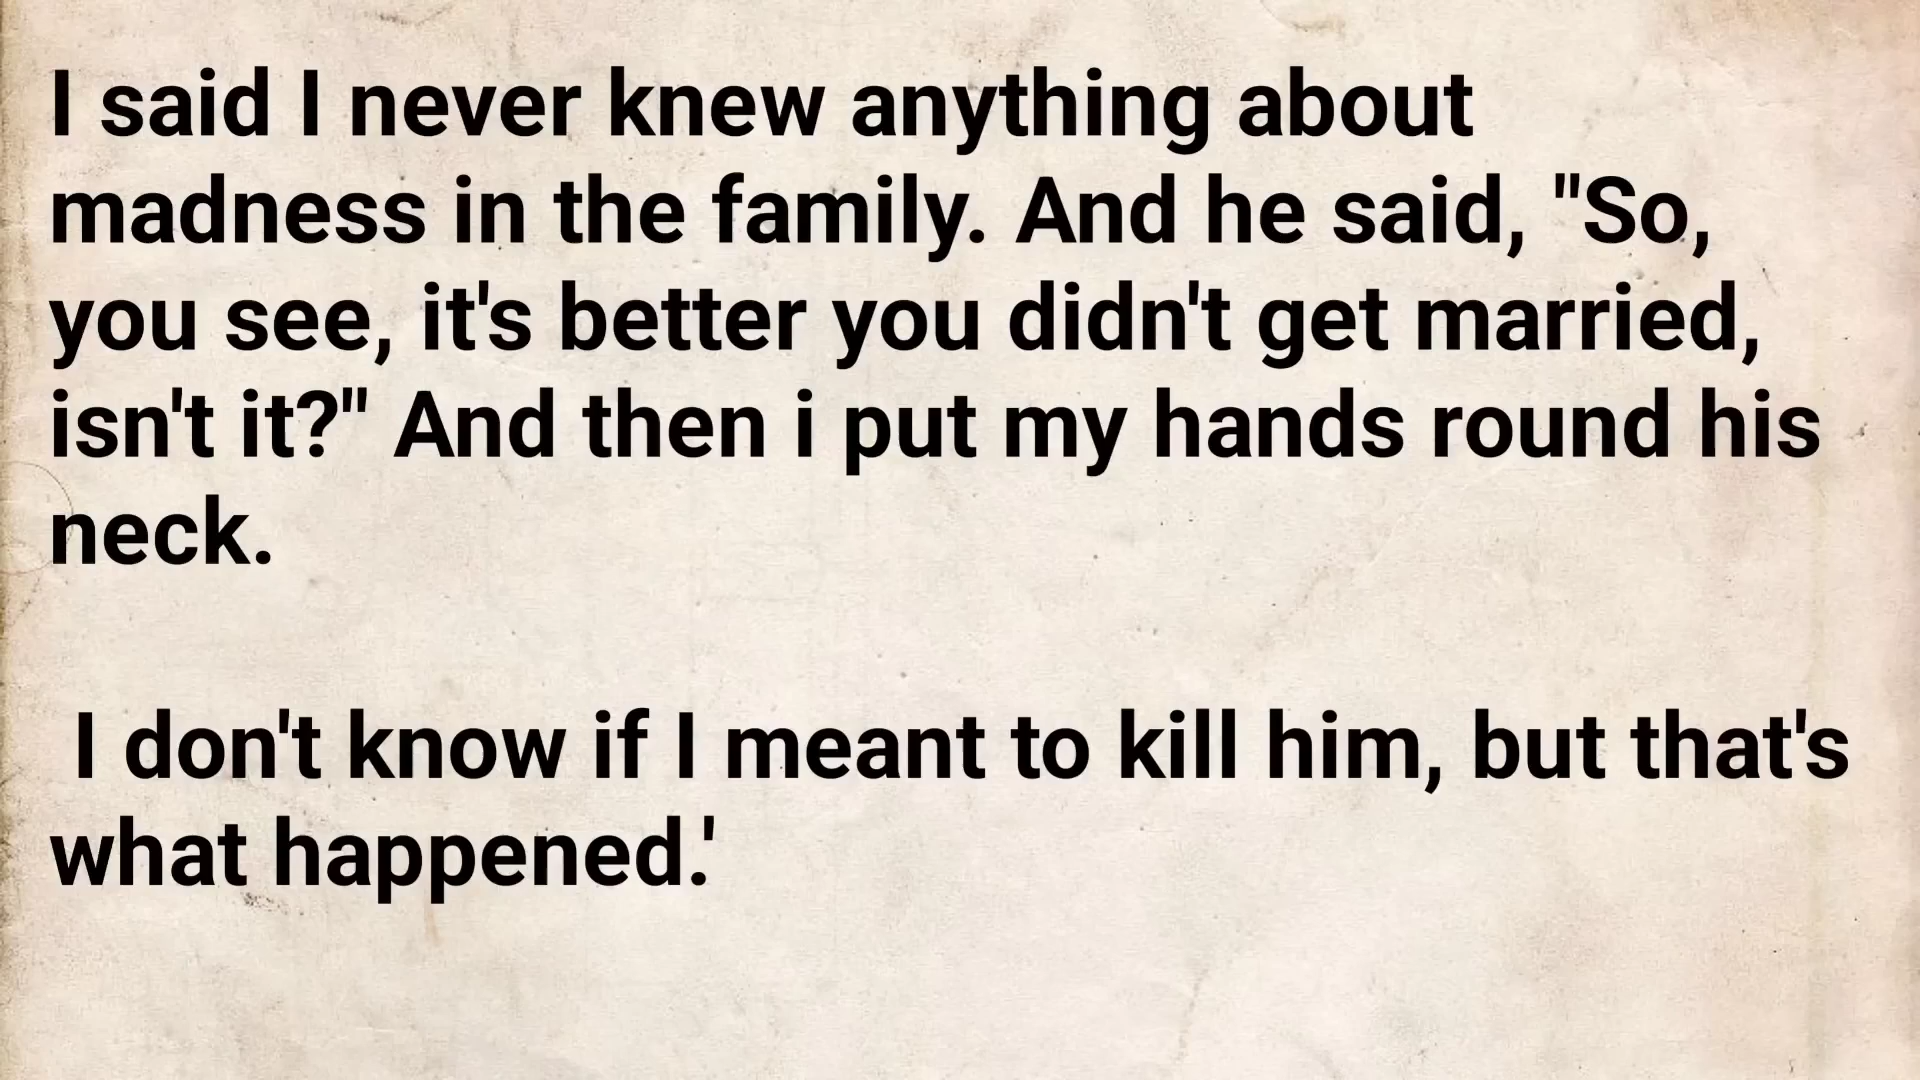 I said I never knew anything about
madness in the family. And he said, "So,
you see, it's better you didn't get married,
isn't it?" And then i put my hands round his
neck.
I don't know if I meant to kill him, but that's
what happened.'